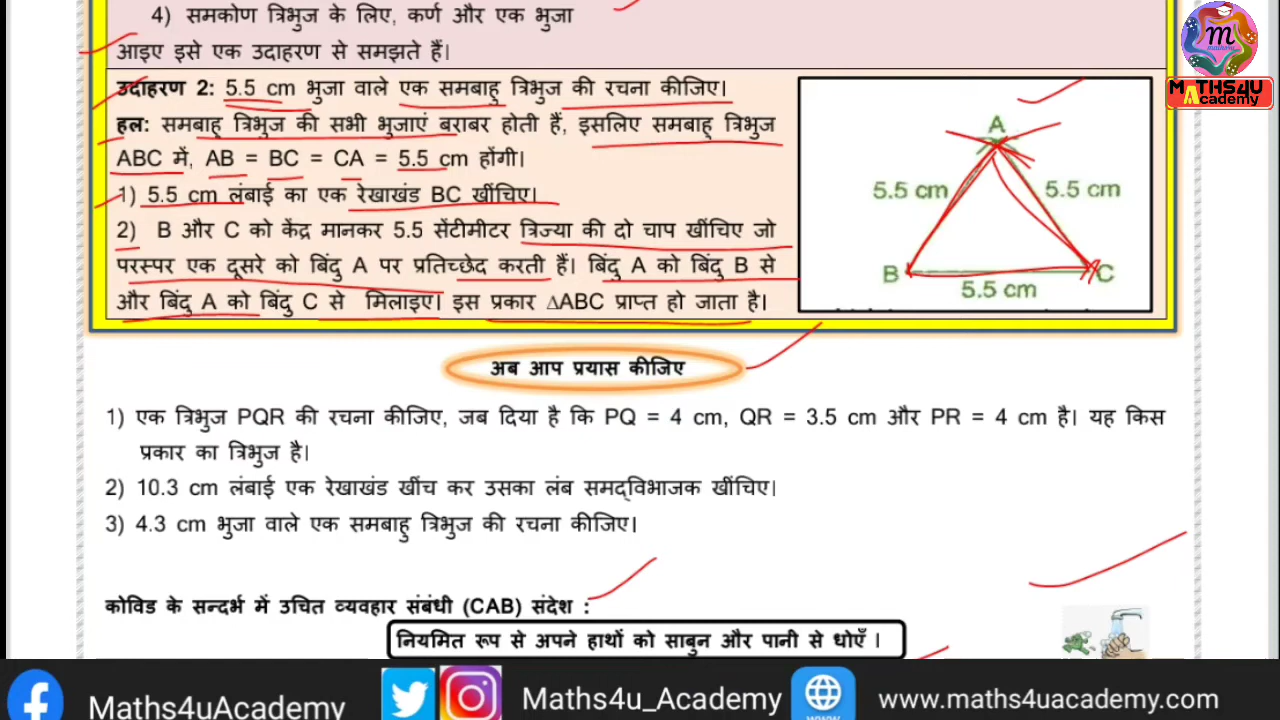 4) समकोण त्रिभुज के लिए, कर्ण और एक भुजा
आइए इसे एक उदाहरण से समझते हैं।
उदाहरण 2: 5.5 cm भुजा वाले एक समबाहु त्रिभुज की रचना कीजिए।
हल: समबाहु त्रिभुज की सभी भुजाएं बराबर होती हैं, इसलिए समबाहु त्रिभुज
ABC में, AB = BC = CA = 5.5 cm होंगी।
1) 5.5 cm लंबाई का एक रेखाखंड BC खींचिए।
2) B और C को केंद्र मानकर 5.5 सेंटीमीटर त्रिज्या की दो चाप खींचिए जो
परस्पर एक दूसरे को बिंदु A पर प्रतिच्छेद करती हैं। बिंदु A को बिंदु B से
और बिंदु A को बिंदु C से मिलाइए। इस प्रकार ∆ABC प्राप्त हो जाता है।
A
5.5 cm 5.5 cm
B C
5.5 cm
अब आप प्रयास कीजिए
1) एक त्रिभुज PQR की रचना कीजिए, जब दिया है कि PQ = 4 cm, QR = 3.5 cm और PR = 4 cm है। यह किस
प्रकार का त्रिभुज है।
2) 10.3 cm लंबाई एक रेखाखंड खींच कर उसका लंब समद्विभाजक खींचिए।
3) 4.3 cm भुजा वाले एक समबाहु त्रिभुज की रचना कीजिए।
कोविड के सन्दर्भ में उचित व्यवहार संबंधी (CAB) संदेश :
नियमित रूप से अपने हाथों को साबुन और पानी से धोएँ ।
m
MATHS4U
Academy
Maths4uAcademy
Maths4u_Academy
www.maths4uacademy.com